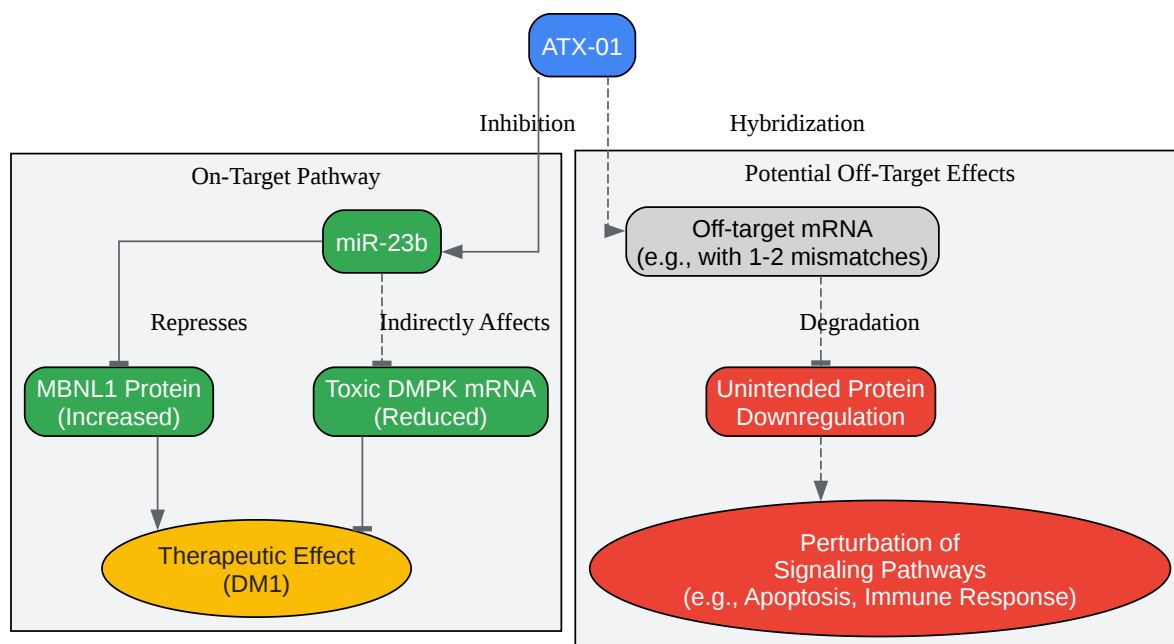 ATX-01
Inhibition
Hybridization
On-Target Pathway
Potential Off-Target Effects
miR-23b
Off-target mRNA
(e.g., with 1-2 mismatches)
Represses
Indirectly Affects
Degradation
MBNL1 Protein
(Increased)
Toxic DMPK mRNA
(Reduced)
Unintended Protein
Downregulation
Therapeutic Effect
(DM1)
Perturbation of
Signaling Pathways
(e.g., Apoptosis, Immune Response)